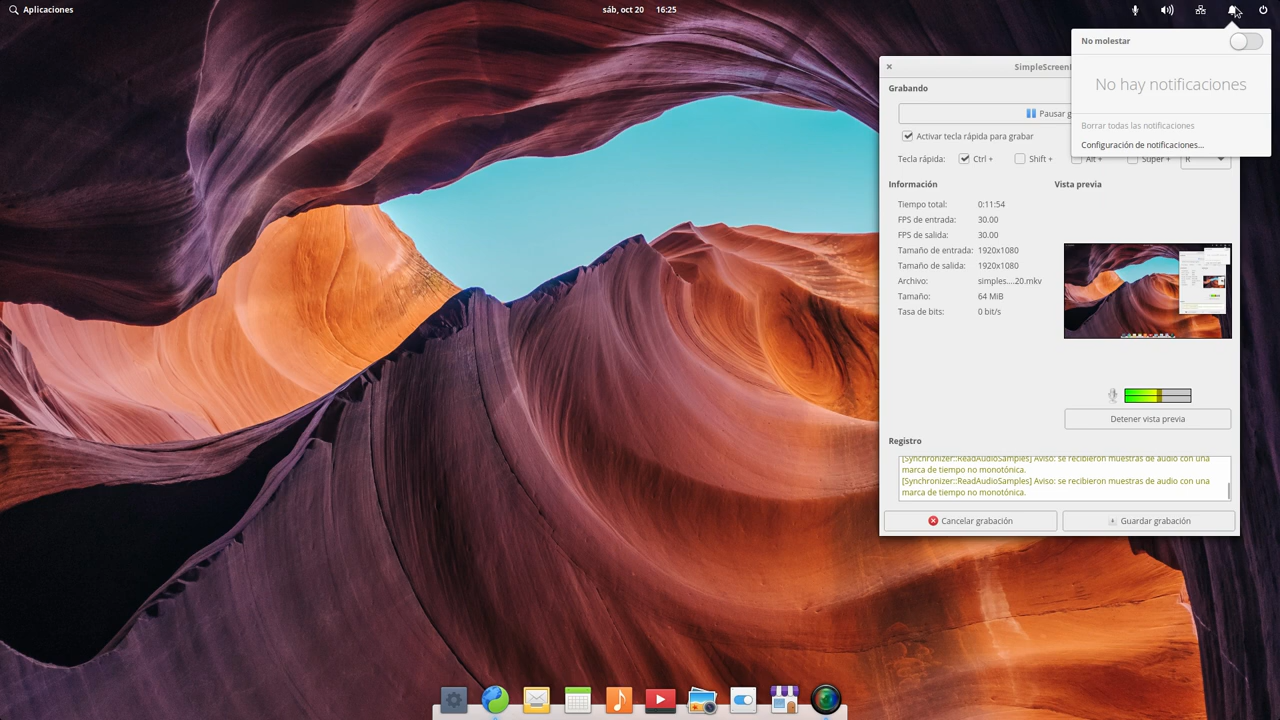 Aplicaciones
sáb, oct 20 16:25
No molestar
No hay notificaciones
Borrar todas las notificaciones
Configuración de notificaciones...
Grabando
Activar tecla rápida para grabar
Tecla rápida: Ctrl + Shift + Alt + Super + R
Información Vista previa
Tiempo total: 0:11:54
FPS de entrada: 30.00
FPS de salida: 30.00
Tamaño de entrada: 1920x1080
Tamaño de salida: 1920x1080
Archivo: simples....20.mkv
Tamaño: 64 MiB
Tasa de bits: 0 bit/s
Detener vista previa
Registro
[Synchronizer::ReadAudioSamples] Aviso: se recibieron muestras de audio con una
marca de tiempo no monotónica.
[Synchronizer::ReadAudioSamples] Aviso: se recibieron muestras de audio con una
marca de tiempo no monotónica.
Cancelar grabación Guardar grabación